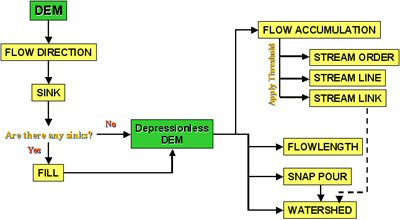 DEM
FLOW DIRECTION
SINK
Are there any sinks?
No
Yes
FILL
Depressionless
DEM
FLOW ACCUMULATION
Apply Threshold
STREAM ORDER
STREAM LINE
STREAM LINK
FLOWLENGTH
SNAP POUR
WATERSHED